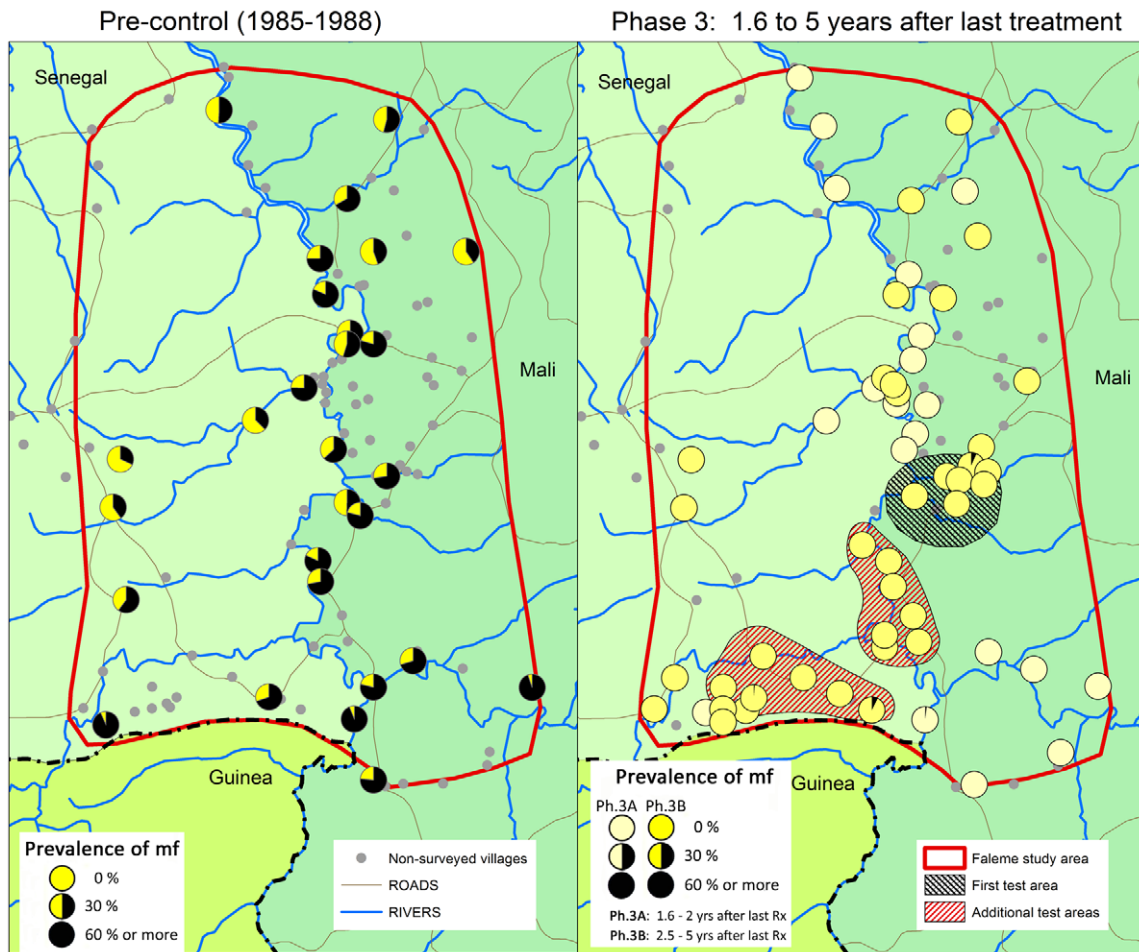 Pre-control (1985-1988)
Senegal
Mali
Guinea
Prevalence of mf
0 %
30 %
60 % or more
Non-surveyed villages
ROADS
RIVERS
Phase 3: 1.6 to 5 years after last treatment
Senegal
Mali
Guinea
Prevalence of mf
Ph.3A Ph.3B
0 %
30 %
60 % or more
Ph.3A: 1.6 - 2 yrs after last Rx
Ph.3B: 2.5 - 5 yrs after last Rx
Faleme study area
First test area
Additional test areas